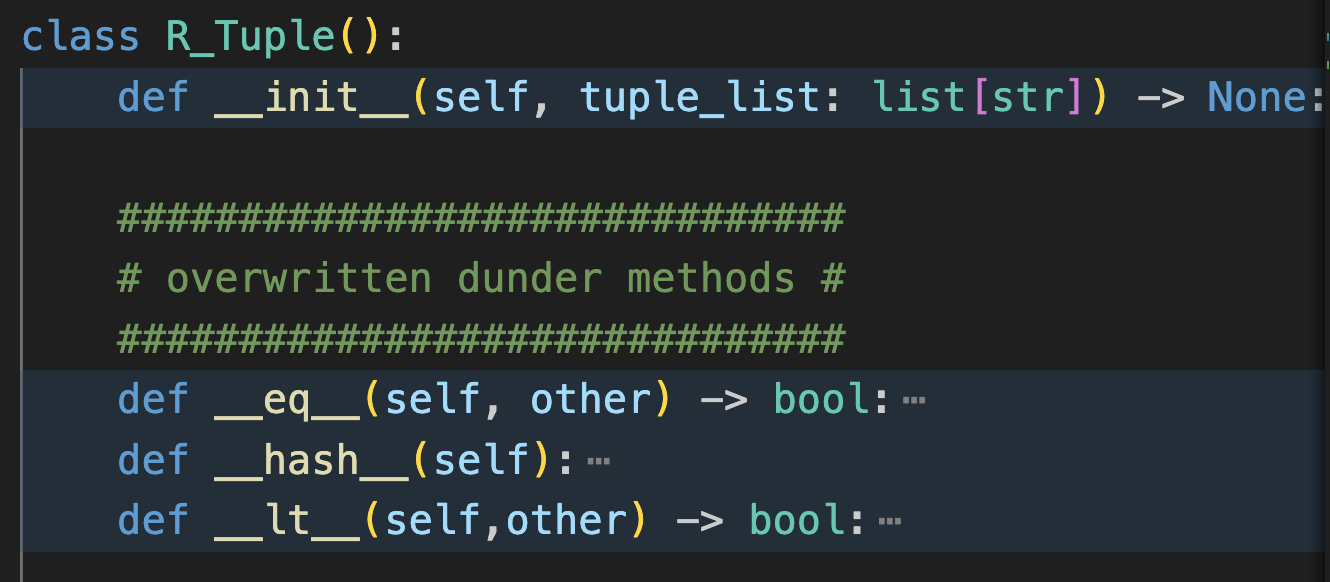 class R_Tuple():
    def __init__(self, tuple_list: list[str]) -> None:
    ##############################
    # overwritten dunder methods #
    ##############################
    def __eq__(self, other) -> bool:⋯
    def __hash__(self):⋯
    def __lt__(self,other) -> bool:⋯